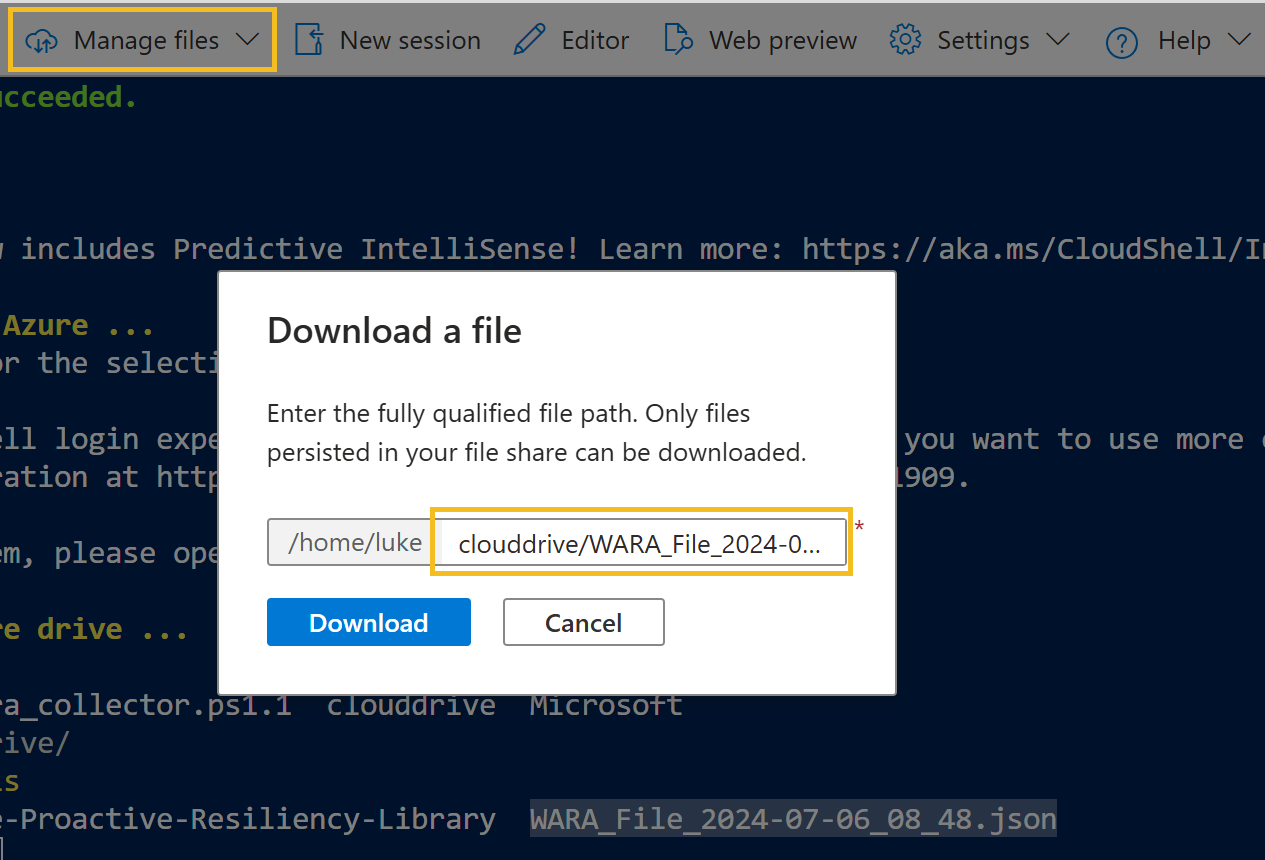 Manage files New session Editor Web preview Settings Help
ucceeded.
includes Predictive IntelliSense! Learn more: https://aka.ms/CloudShell/I
Azure ...
or the selecti
Download a file
Enter the fully qualified file path. Only files
persisted in your file share can be downloaded.
ell login expe you want to use more
ration at http 1909.
/home/luke clouddrive/WARA_File_2024-0... *
em, please ope
Download Cancel
re drive ...
ra_collector.ps1.1 clouddrive Microsoft
rive/
ls
e-Proactive-Resiliency-Library WARA_File_2024-07-06_08_48.json